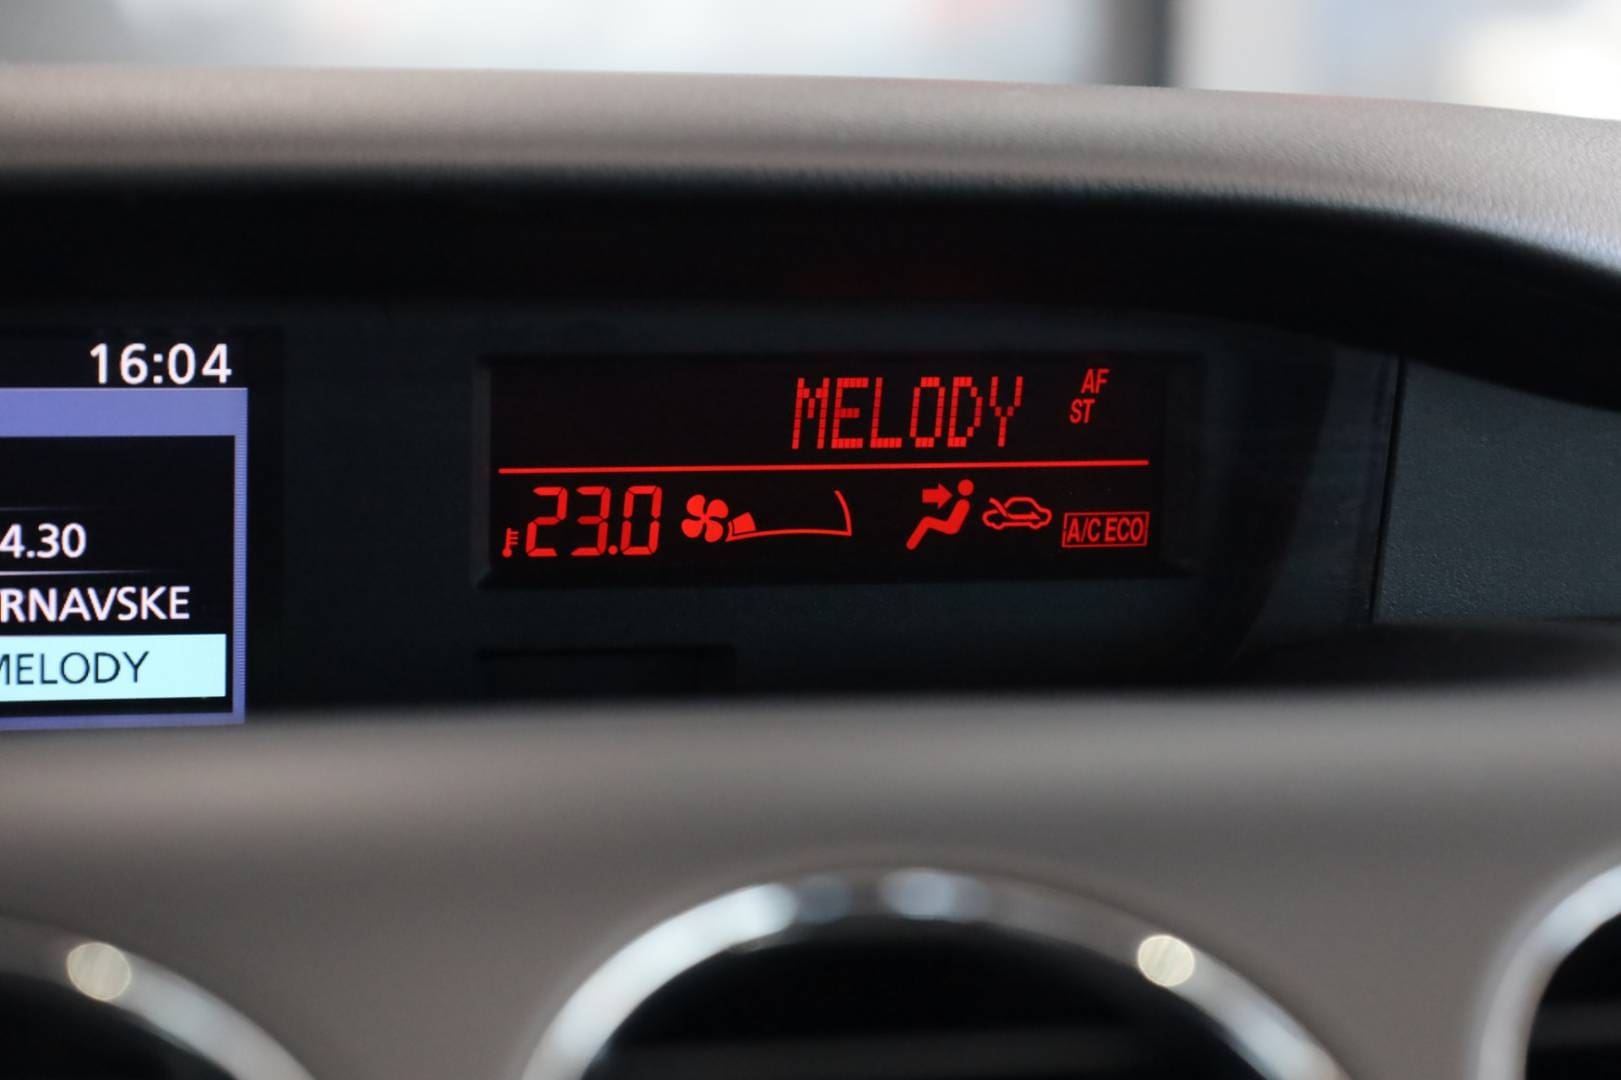 16:04
4.30
RNAVSKE
MELODY
MELODY
AF
ST
23.0
A/C ECO